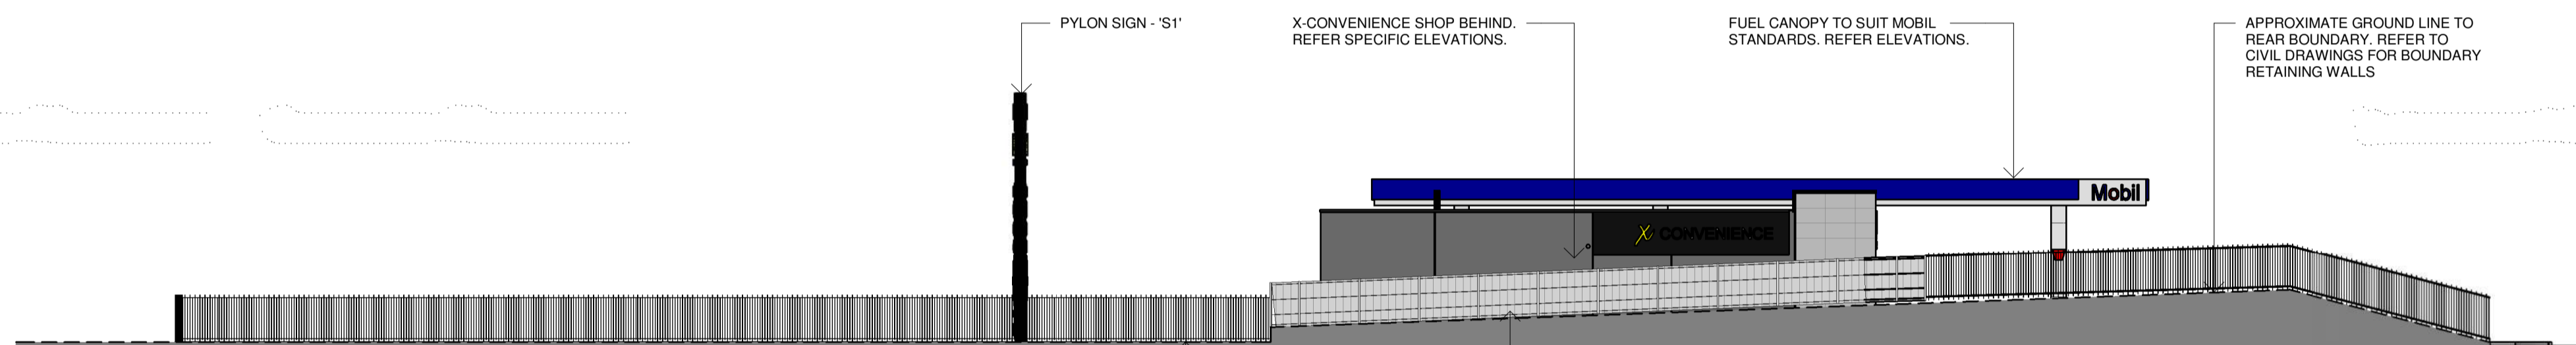 PYLON SIGN - 'S1'
X-CONVENIENCE SHOP BEHIND.
REFER SPECIFIC ELEVATIONS.
FUEL CANOPY TO SUIT MOBIL
STANDARDS. REFER ELEVATIONS.
APPROXIMATE GROUND LINE TO
REAR BOUNDARY. REFER TO
CIVIL DRAWINGS FOR BOUNDARY
RETAINING WALLS
Mobil
X CONVENIENCE